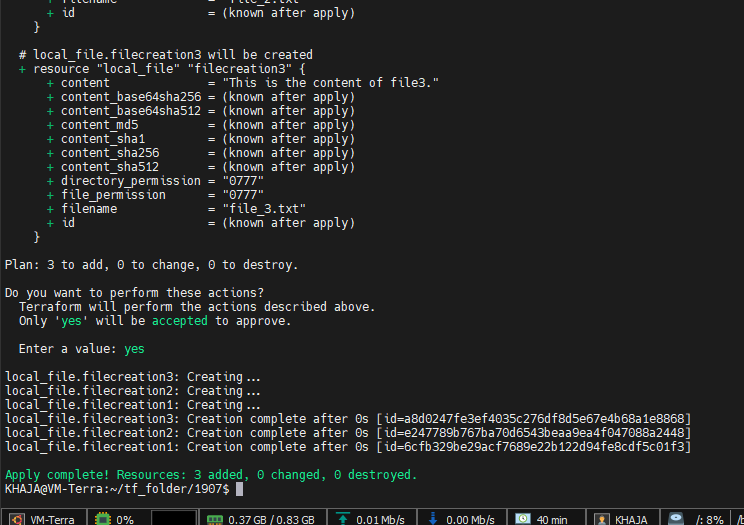 + filename = "file_2.txt"
+ id = (known after apply)
}
# local_file.filecreation3 will be created
+ resource "local_file" "filecreation3" {
+ content = "This is the content of file3."
+ content_base64sha256 = (known after apply)
+ content_base64sha512 = (known after apply)
+ content_md5 = (known after apply)
+ content_sha1 = (known after apply)
+ content_sha256 = (known after apply)
+ content_sha512 = (known after apply)
+ directory_permission = "0777"
+ file_permission = "0777"
+ filename = "file_3.txt"
+ id = (known after apply)
}
Plan: 3 to add, 0 to change, 0 to destroy.
Do you want to perform these actions?
Terraform will perform the actions described above.
Only 'yes' will be accepted to approve.
Enter a value: yes
local_file.filecreation3: Creating...
local_file.filecreation2: Creating...
local_file.filecreation1: Creating...
local_file.filecreation3: Creation complete after 0s [id=a8d0247fe3ef4035c276df8d5e67e4b68a1e8868]
local_file.filecreation2: Creation complete after 0s [id=e247789b767ba70d6543beaa9ea4f047088a2448]
local_file.filecreation1: Creation complete after 0s [id=6cfb329be29acf7689e22b122d94fe8cdf5c01f3]
Apply complete! Resources: 3 added, 0 changed, 0 destroyed.
KHAJA@VM-Terra:~/tf_folder/1907$
VM-Terra 0% 0.37 GB / 0.83 GB 0.01 Mb/s 0.00 Mb/s 40 min KHAJA /: 8%